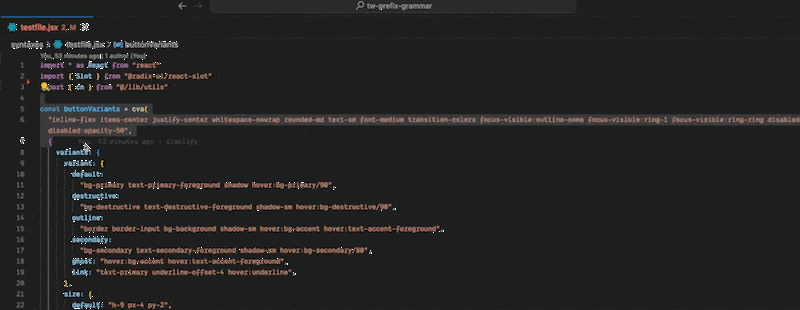 tw-prefix-grammar
testfile.jsx 2, M
testfile.jsx / buttonVariants
You, 53 minutes ago | 1 author (You)
1 import * as React from "react"
2 import { Slot } from "@radix-ui/react-slot"
3 from "@/lib/utils"
4
5 const buttonVariants = cva(
6 "inline-flex items-center justify-center whitespace-nowrap rounded-md text-sm font-medium transition-colors focus-visible:outline-none focus-visible:ring-1 focus-visible:ring-ring disabled
disabled:opacity-50",
{ You, 53 minutes ago • simplify
8 variants: {
9 variant: {
10 default:
11 "bg-primary text-primary-foreground shadow hover:bg-primary/90",
12 destructive:
13 "bg-destructive text-destructive-foreground shadow-sm hover:bg-destructive/90",
14 outline:
15 "border border-input bg-background shadow-sm hover:bg-accent hover:text-accent-foreground",
16 secondary:
17 "bg-secondary text-secondary-foreground shadow-sm hover:bg-secondary/80",
18 ghost: "hover:bg-accent hover:text-accent-foreground",
19 link: "text-primary underline-offset-4 hover:underline",
20 },
21 size: {
22 default: "h-9 px-4 py-2",